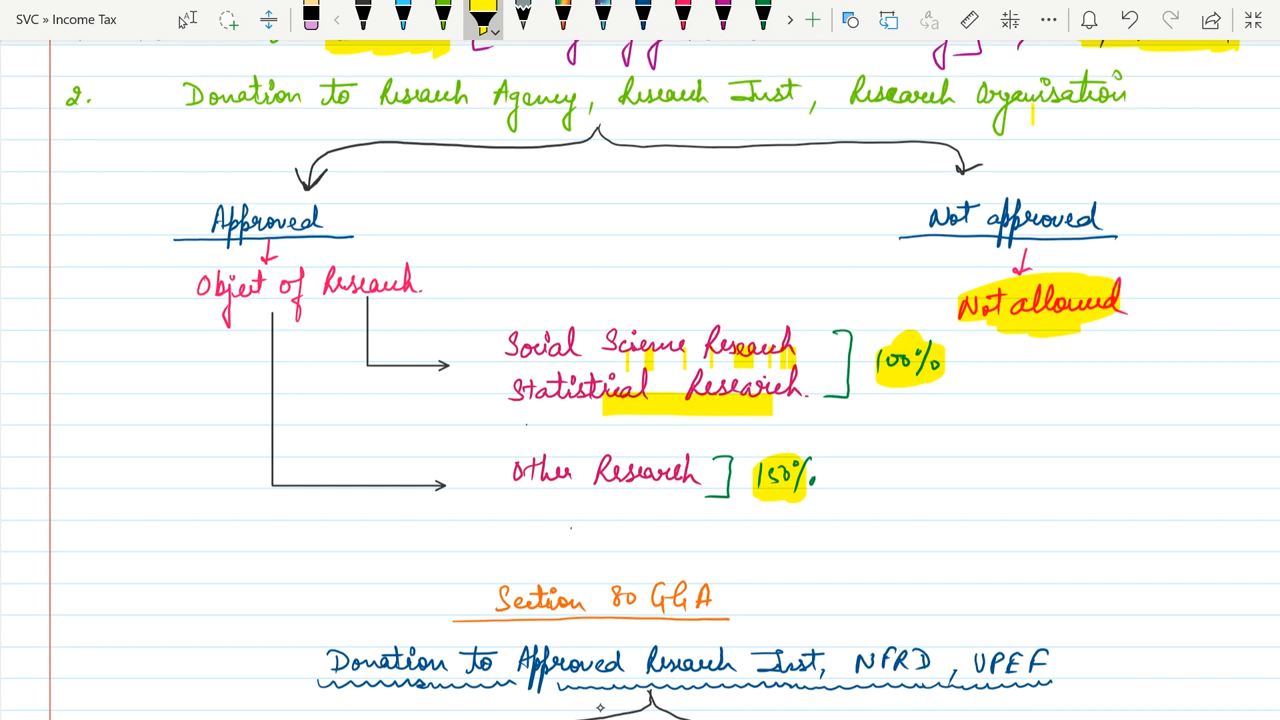 SVC » Income Tax
2. Donation to Research Agency, Research Inst, Research Organisation
Approved
Not approved
Object of Research.
Not allowed
Social Science Research
100%
Statistical Research.
Other Research
150%.
Section 80 GGA
Donation to Approved Research Inst, NFRD, UPEF